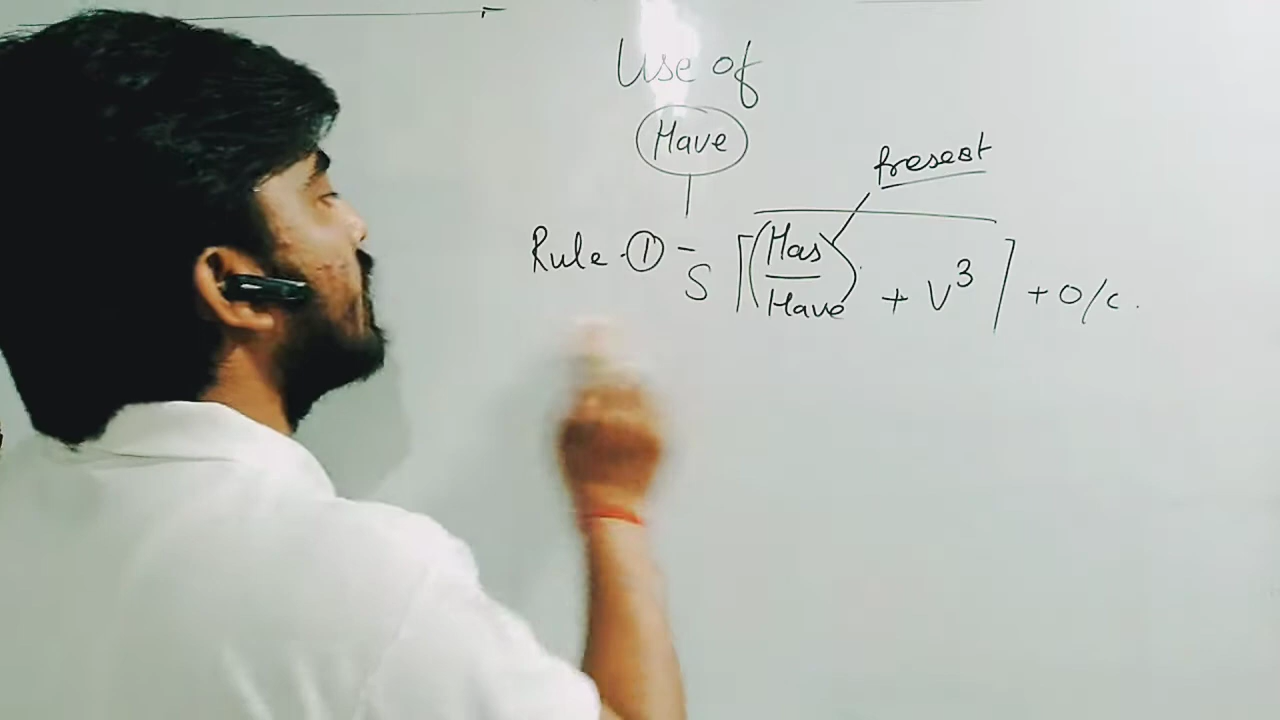 Use of
Have
Present
Rule ① - S [(Has/Have) + V³] + O/C.